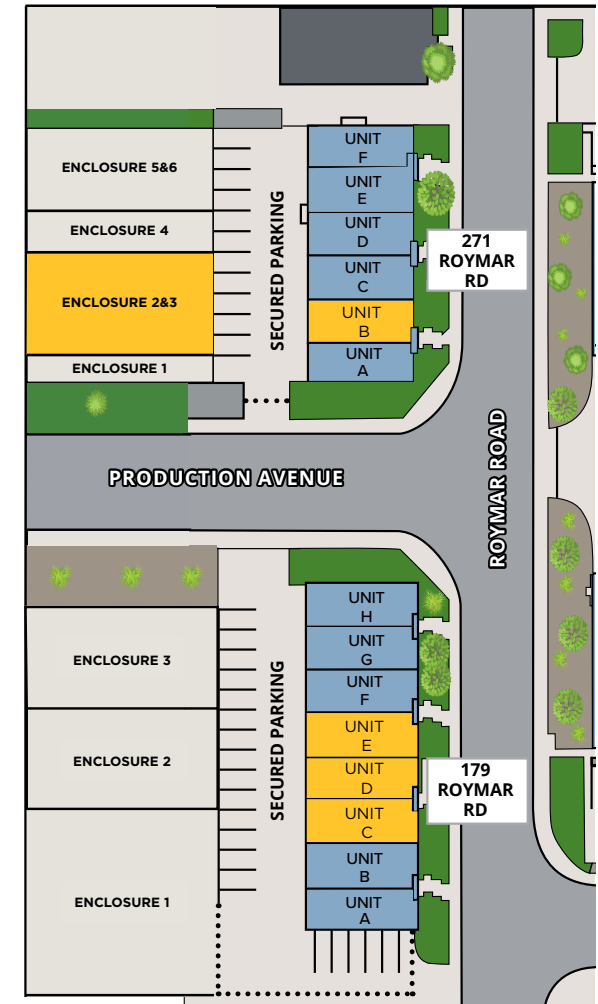 ENCLOSURE 5&6
ENCLOSURE 4
ENCLOSURE 2&3
ENCLOSURE 1
SECURED PARKING
UNIT
F
UNIT
E
UNIT
D
UNIT
C
UNIT
B
UNIT
A
271
ROYMAR
RD
PRODUCTION AVENUE
ROYMAR ROAD
ENCLOSURE 3
ENCLOSURE 2
ENCLOSURE 1
SECURED PARKING
UNIT
H
UNIT
G
UNIT
F
UNIT
E
UNIT
D
UNIT
C
UNIT
B
UNIT
A
179
ROYMAR
RD